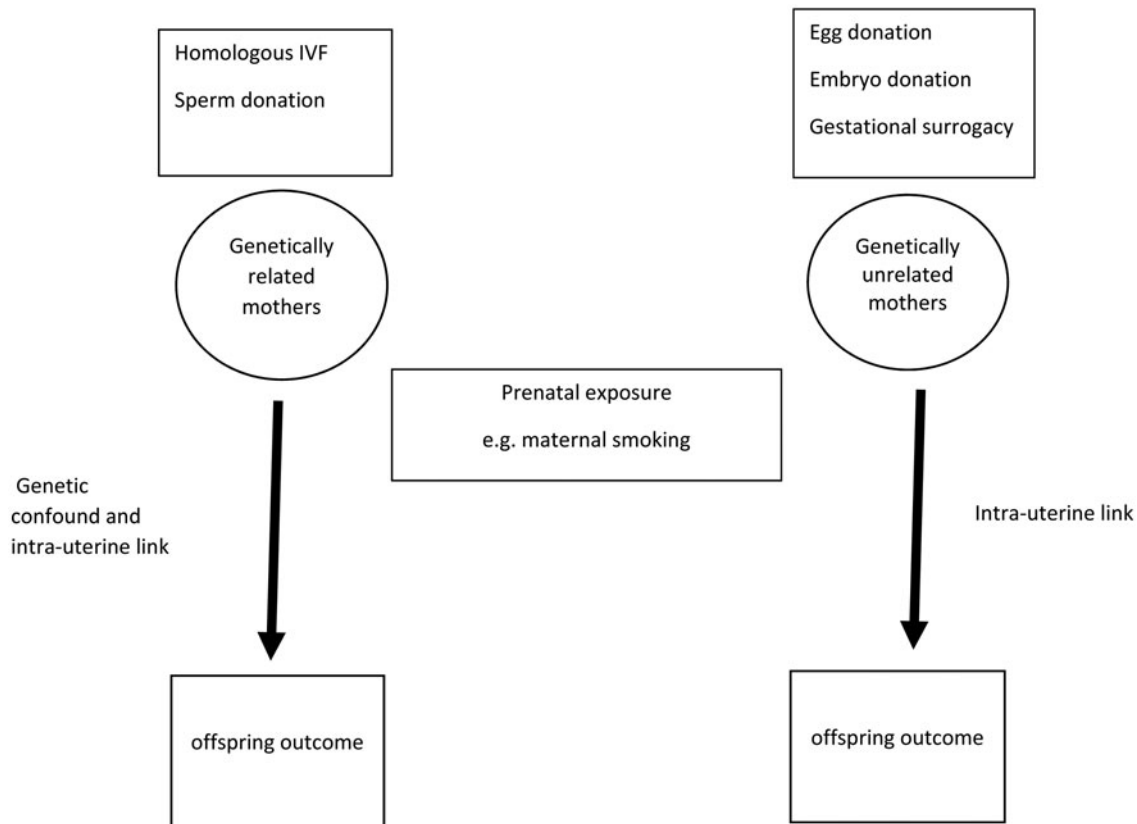 Homologous IVF
Sperm donation
Egg donation
Embryo donation
Gestational surrogacy
Genetically
related
mothers
Genetically
unrelated
mothers
Prenatal exposure
e.g. maternal smoking
Genetic
confound and
intra-uterine link
Intra-uterine link
offspring outcome
offspring outcome